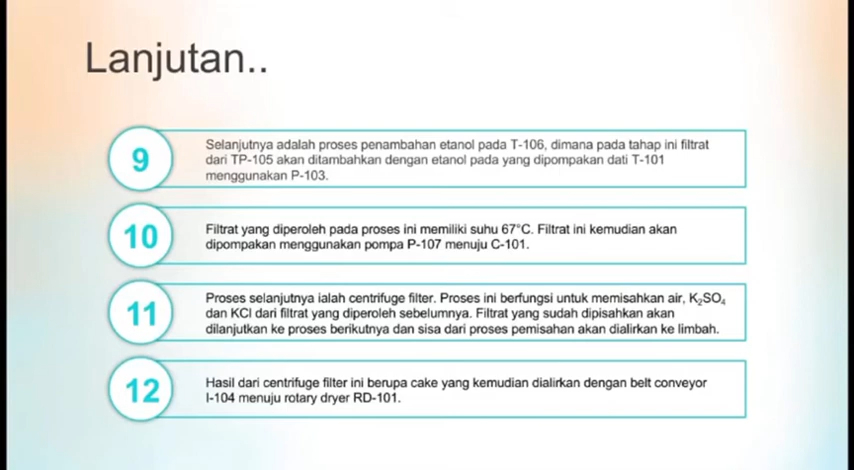 Lanjutan..
9
Selanjutnya adalah proses penambahan etanol pada T-106, dimana pada tahap ini filtrat
dari TP-105 akan ditambahkan dengan etanol pada yang dipompakan dati T-101
menggunakan P-103.
10
Filtrat yang diperoleh pada proses ini memiliki suhu 67°C. Filtrat ini kemudian akan
dipompakan menggunakan pompa P-107 menuju C-101.
11
Proses selanjutnya ialah centrifuge filter. Proses ini berfungsi untuk memisahkan air, K₂SO₄
dan KCl dari filtrat yang diperoleh sebelumnya. Filtrat yang sudah dipisahkan akan
dilanjutkan ke proses berikutnya dan sisa dari proses pemisahan akan dialirkan ke limbah.
12
Hasil dari centrifuge filter ini berupa cake yang kemudian dialirkan dengan belt conveyor
I-104 menuju rotary dryer RD-101.